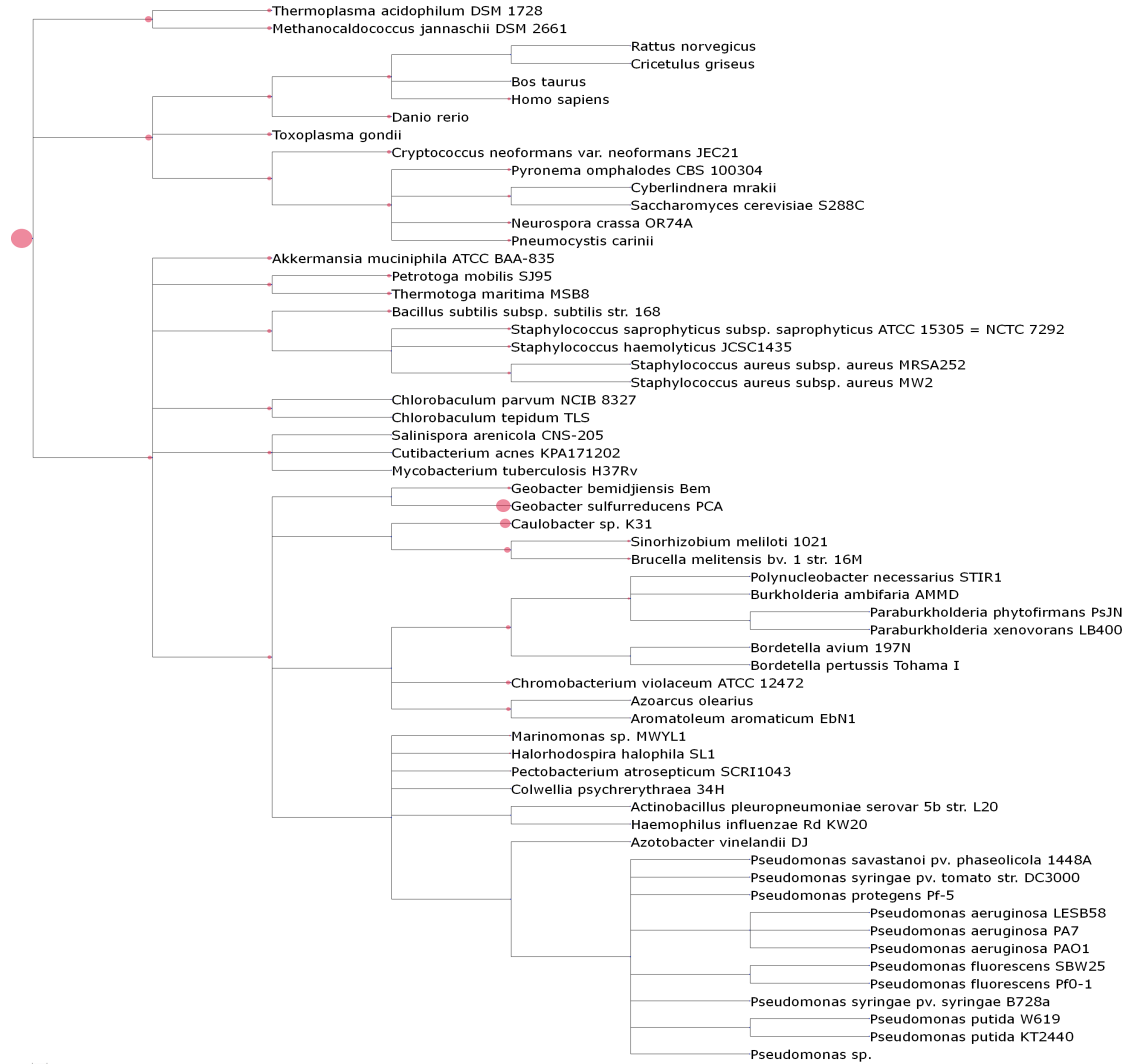 Thermoplasma acidophilum DSM 1728
Methanocaldococcus jannaschii DSM 2661
Rattus norvegicus
Cricetulus griseus
Bos taurus
Homo sapiens
Danio rerio
Toxoplasma gondii
Cryptococcus neoformans var. neoformans JEC21
Pyronema omphalodes CBS 100304
Cyberlindnera mrakii
Saccharomyces cerevisiae S288C
Neurospora crassa OR74A
Pneumocystis carinii
Akkermansia muciniphila ATCC BAA-835
Petrotoga mobilis SJ95
Thermotoga maritima MSB8
Bacillus subtilis subsp. subtilis str. 168
Staphylococcus saprophyticus subsp. saprophyticus ATCC 15305 = NCTC 7292
Staphylococcus haemolyticus JCSC1435
Staphylococcus aureus subsp. aureus MRSA252
Staphylococcus aureus subsp. aureus MW2
Chlorobaculum parvum NCIB 8327
Chlorobaculum tepidum TLS
Salinispora arenicola CNS-205
Cutibacterium acnes KPA171202
Mycobacterium tuberculosis H37Rv
Geobacter bemidjiensis Bem
Geobacter sulfurreducens PCA
Caulobacter sp. K31
Sinorhizobium meliloti 1021
Brucella melitensis bv. 1 str. 16M
Polynucleobacter necessarius STIR1
Burkholderia ambifaria AMMD
Paraburkholderia phytofirmans PsJN
Paraburkholderia xenovorans LB400
Bordetella avium 197N
Bordetella pertussis Tohama I
Chromobacterium violaceum ATCC 12472
Azoarcus olearius
Aromatoleum aromaticum EbN1
Marinomonas sp. MWYL1
Halorhodospira halophila SL1
Pectobacterium atrosepticum SCRI1043
Colwellia psychrerythraea 34H
Actinobacillus pleuropneumoniae serovar 5b str. L20
Haemophilus influenzae Rd KW20
Azotobacter vinelandii DJ
Pseudomonas savastanoi pv. phaseolicola 1448A
Pseudomonas syringae pv. tomato str. DC3000
Pseudomonas protegens Pf-5
Pseudomonas aeruginosa LESB58
Pseudomonas aeruginosa PA7
Pseudomonas aeruginosa PAO1
Pseudomonas fluorescens SBW25
Pseudomonas fluorescens Pf0-1
Pseudomonas syringae pv. syringae B728a
Pseudomonas putida W619
Pseudomonas putida KT2440
Pseudomonas sp.